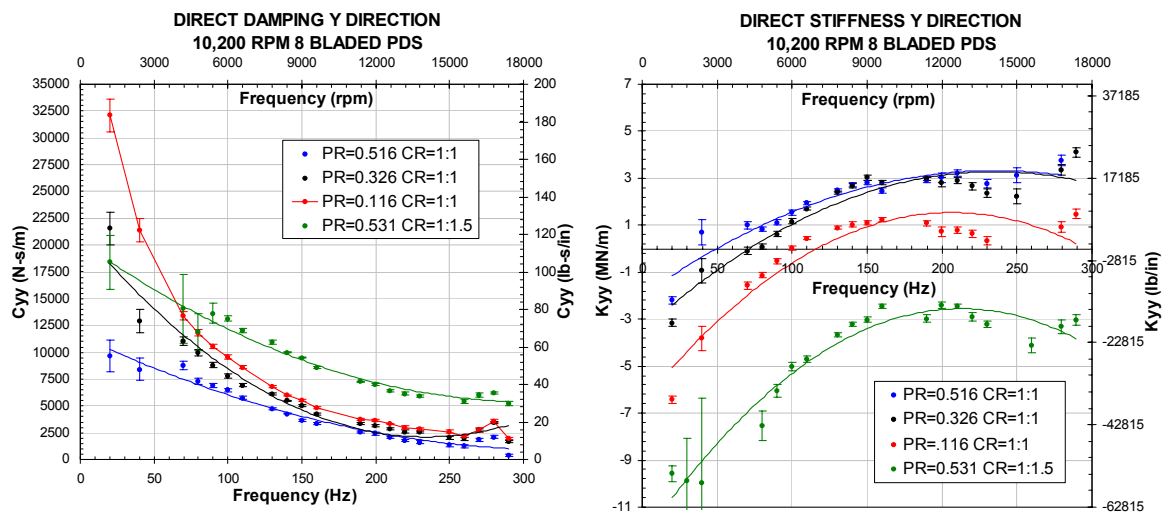 DIRECT DAMPING Y DIRECTION
10,200 RPM 8 BLADED PDS
0 3000 6000 9000 12000 15000 18000
Frequency (rpm)
35000
32500
30000
27500
25000
22500
20000
17500
15000
12500
10000
7500
5000
2500
0
Cyy (N-s/m)
PR=0.516 CR=1:1
PR=0.326 CR=1:1
PR=0.116 CR=1:1
PR=0.531 CR=1:1.5
200
180
160
140
120
100
80
60
40
20
0
Cyy (lb-s/in)
0 50 100 150 200 250 300
Frequency (Hz)
DIRECT STIFFNESS Y DIRECTION
10,200 RPM 8 BLADED PDS
0 3000 6000 9000 12000 15000 18000
Frequency (rpm)
7
5
3
1
-1
-3
-5
-7
-9
-11
Kyy (MN/m)
0 50 100 150 200 250 300
Frequency (Hz)
PR=0.516 CR=1:1
PR=0.326 CR=1:1
PR=.116 CR=1:1
PR=0.531 CR=1:1.5
37185
17185
-2815
-22815
-42815
-62815
Kyy (lb/in)